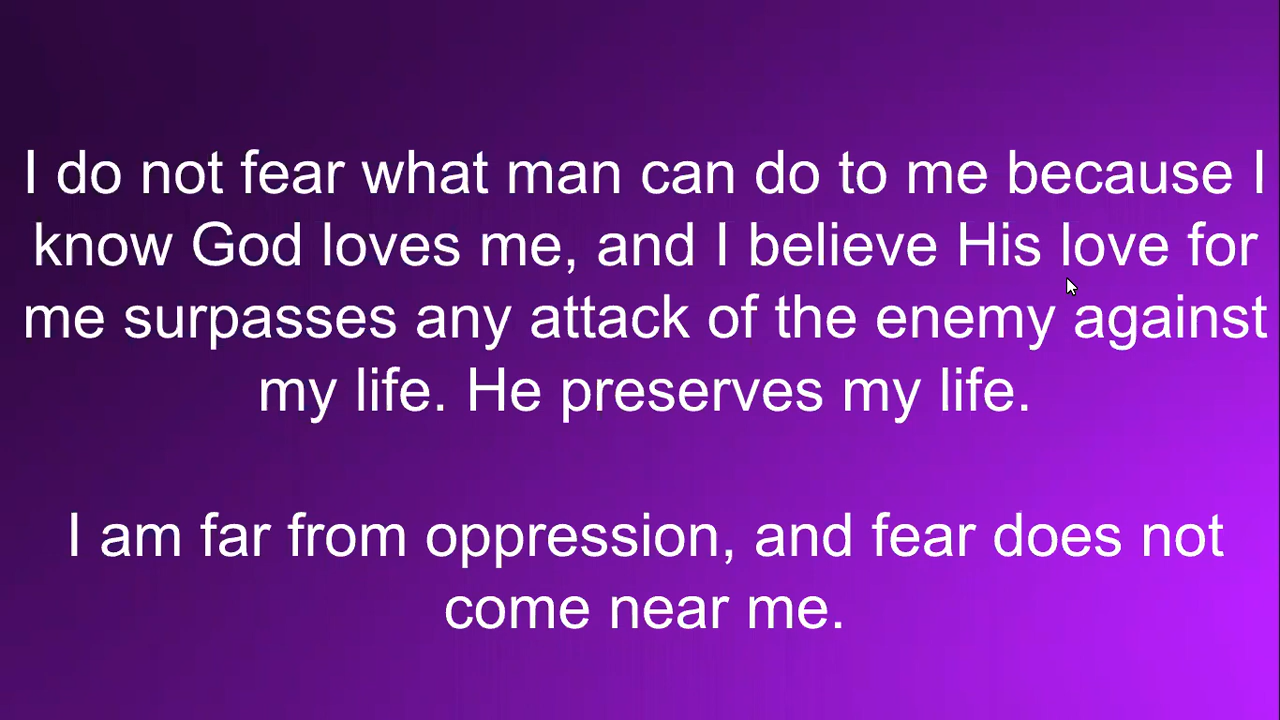 I do not fear what man can do to me because I
know God loves me, and I believe His love for
me surpasses any attack of the enemy against
my life. He preserves my life.
I am far from oppression, and fear does not
come near me.